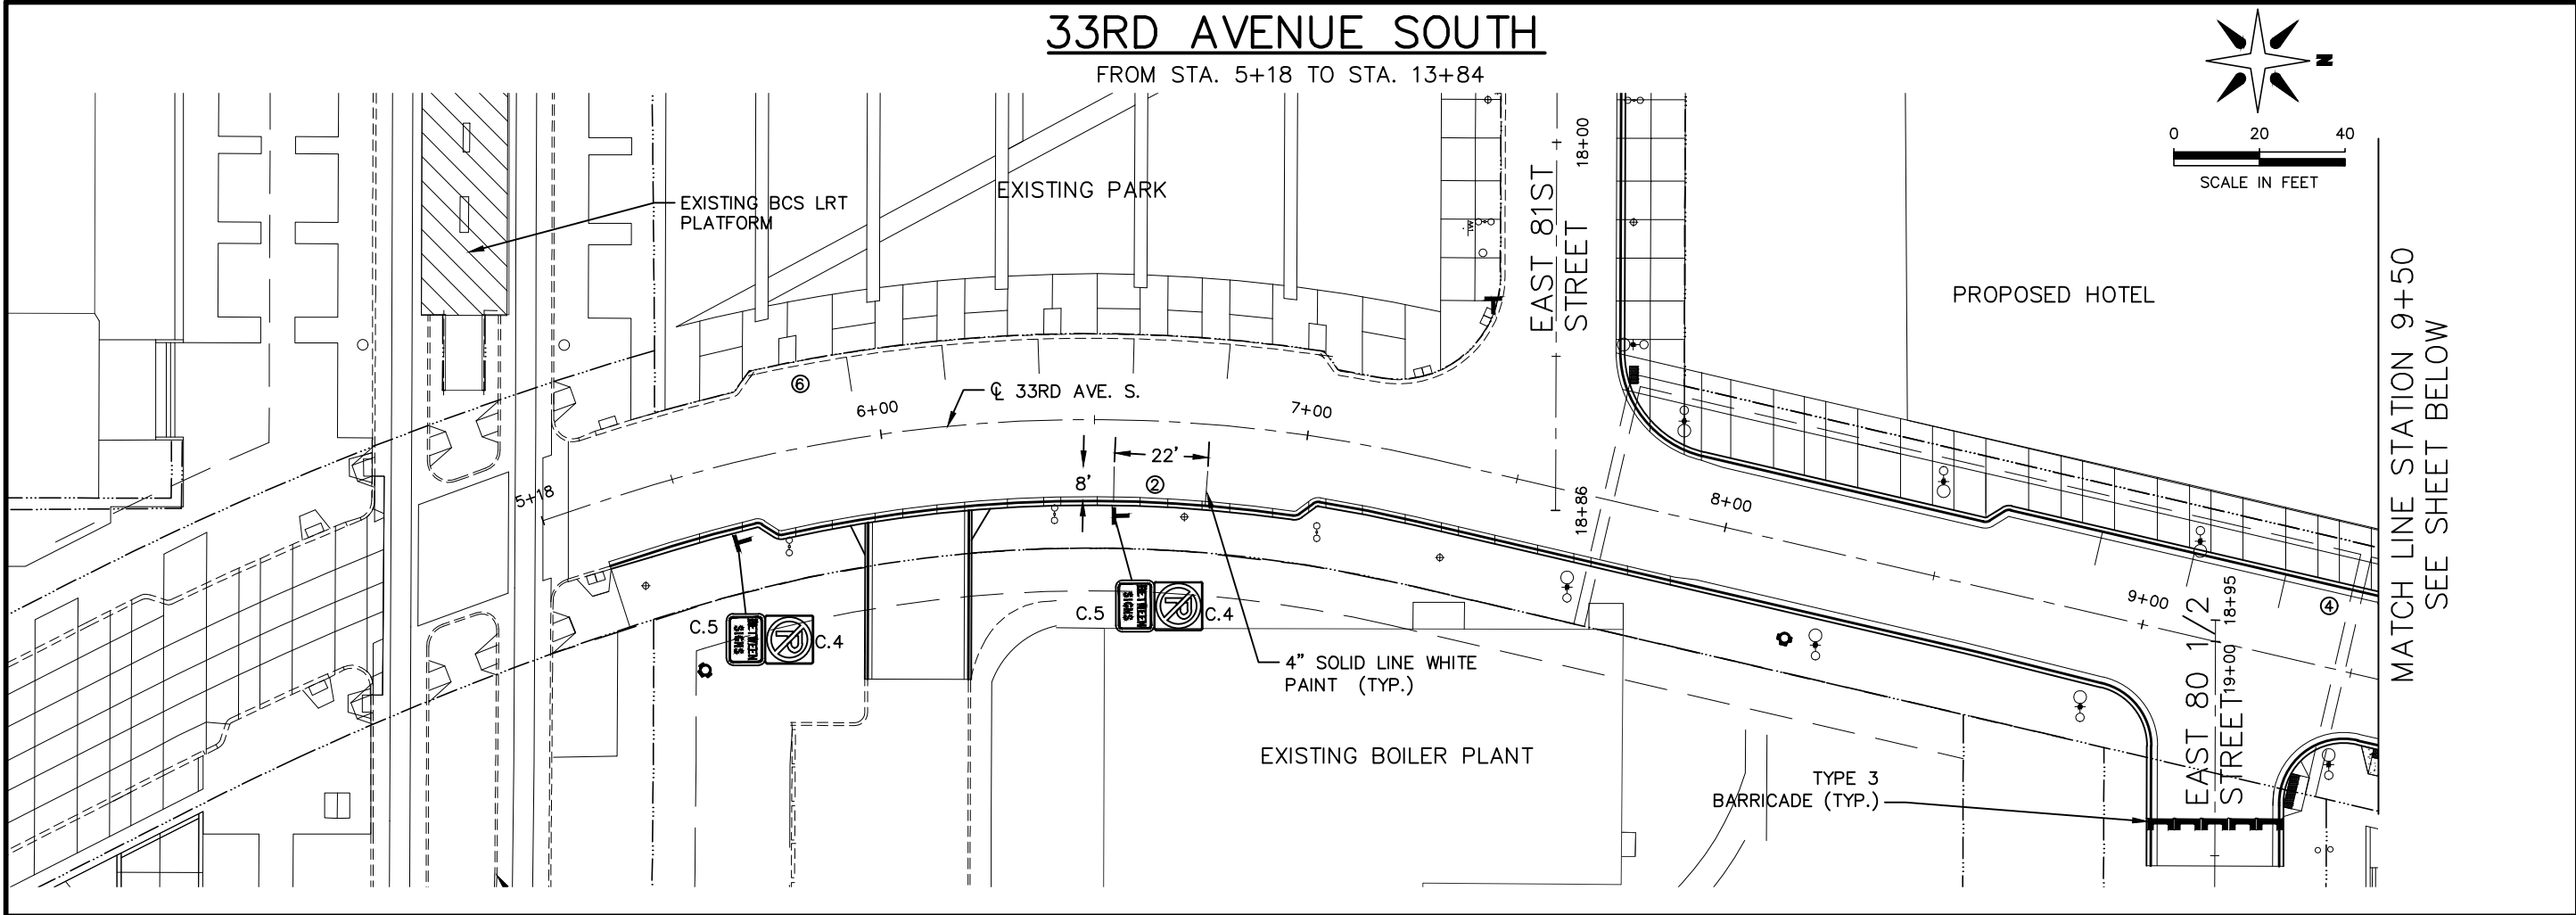 33RD AVENUE SOUTH
FROM STA. 5+18 TO STA. 13+84
N
0 20 40
SCALE IN FEET
EXISTING BCS LRT
PLATFORM
EXISTING PARK
EAST 81ST
STREET
18+00
PROPOSED HOTEL
MATCH LINE STATION 9+50
SEE SHEET BELOW
6
℄ 33RD AVE. S.
6+00
7+00
22'
8'
2
5+18
18+86
8+00
9+00
4
C.5
BETWEEN
SIGNS
P
C.4
C.5
BETWEEN
SIGNS
P
C.4
4" SOLID LINE WHITE
PAINT (TYP.)
EXISTING BOILER PLANT
TYPE 3
BARRICADE (TYP.)
EAST 80 1/2
STREET
19+00
18+95